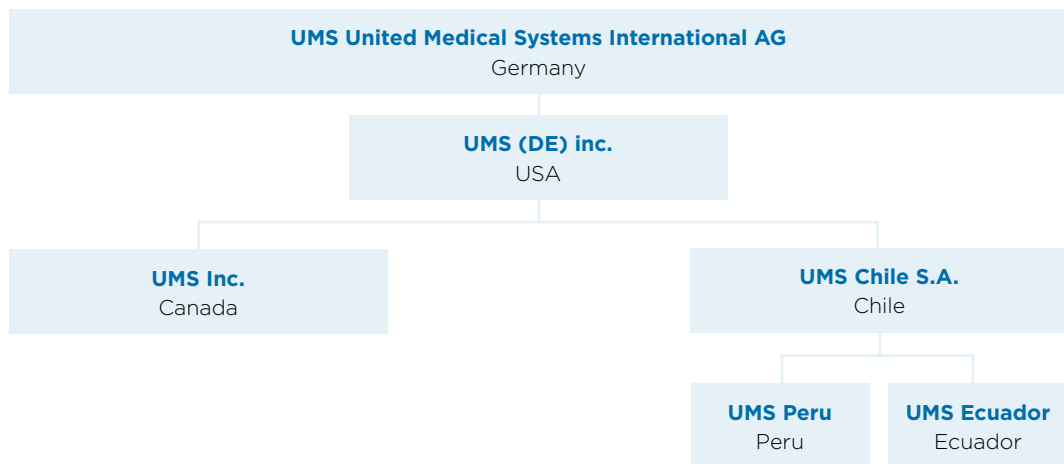 UMS United Medical Systems International AG
Germany
UMS (DE) inc.
USA
UMS Inc.
Canada
UMS Chile S.A.
Chile
UMS Peru
Peru
UMS Ecuador
Ecuador